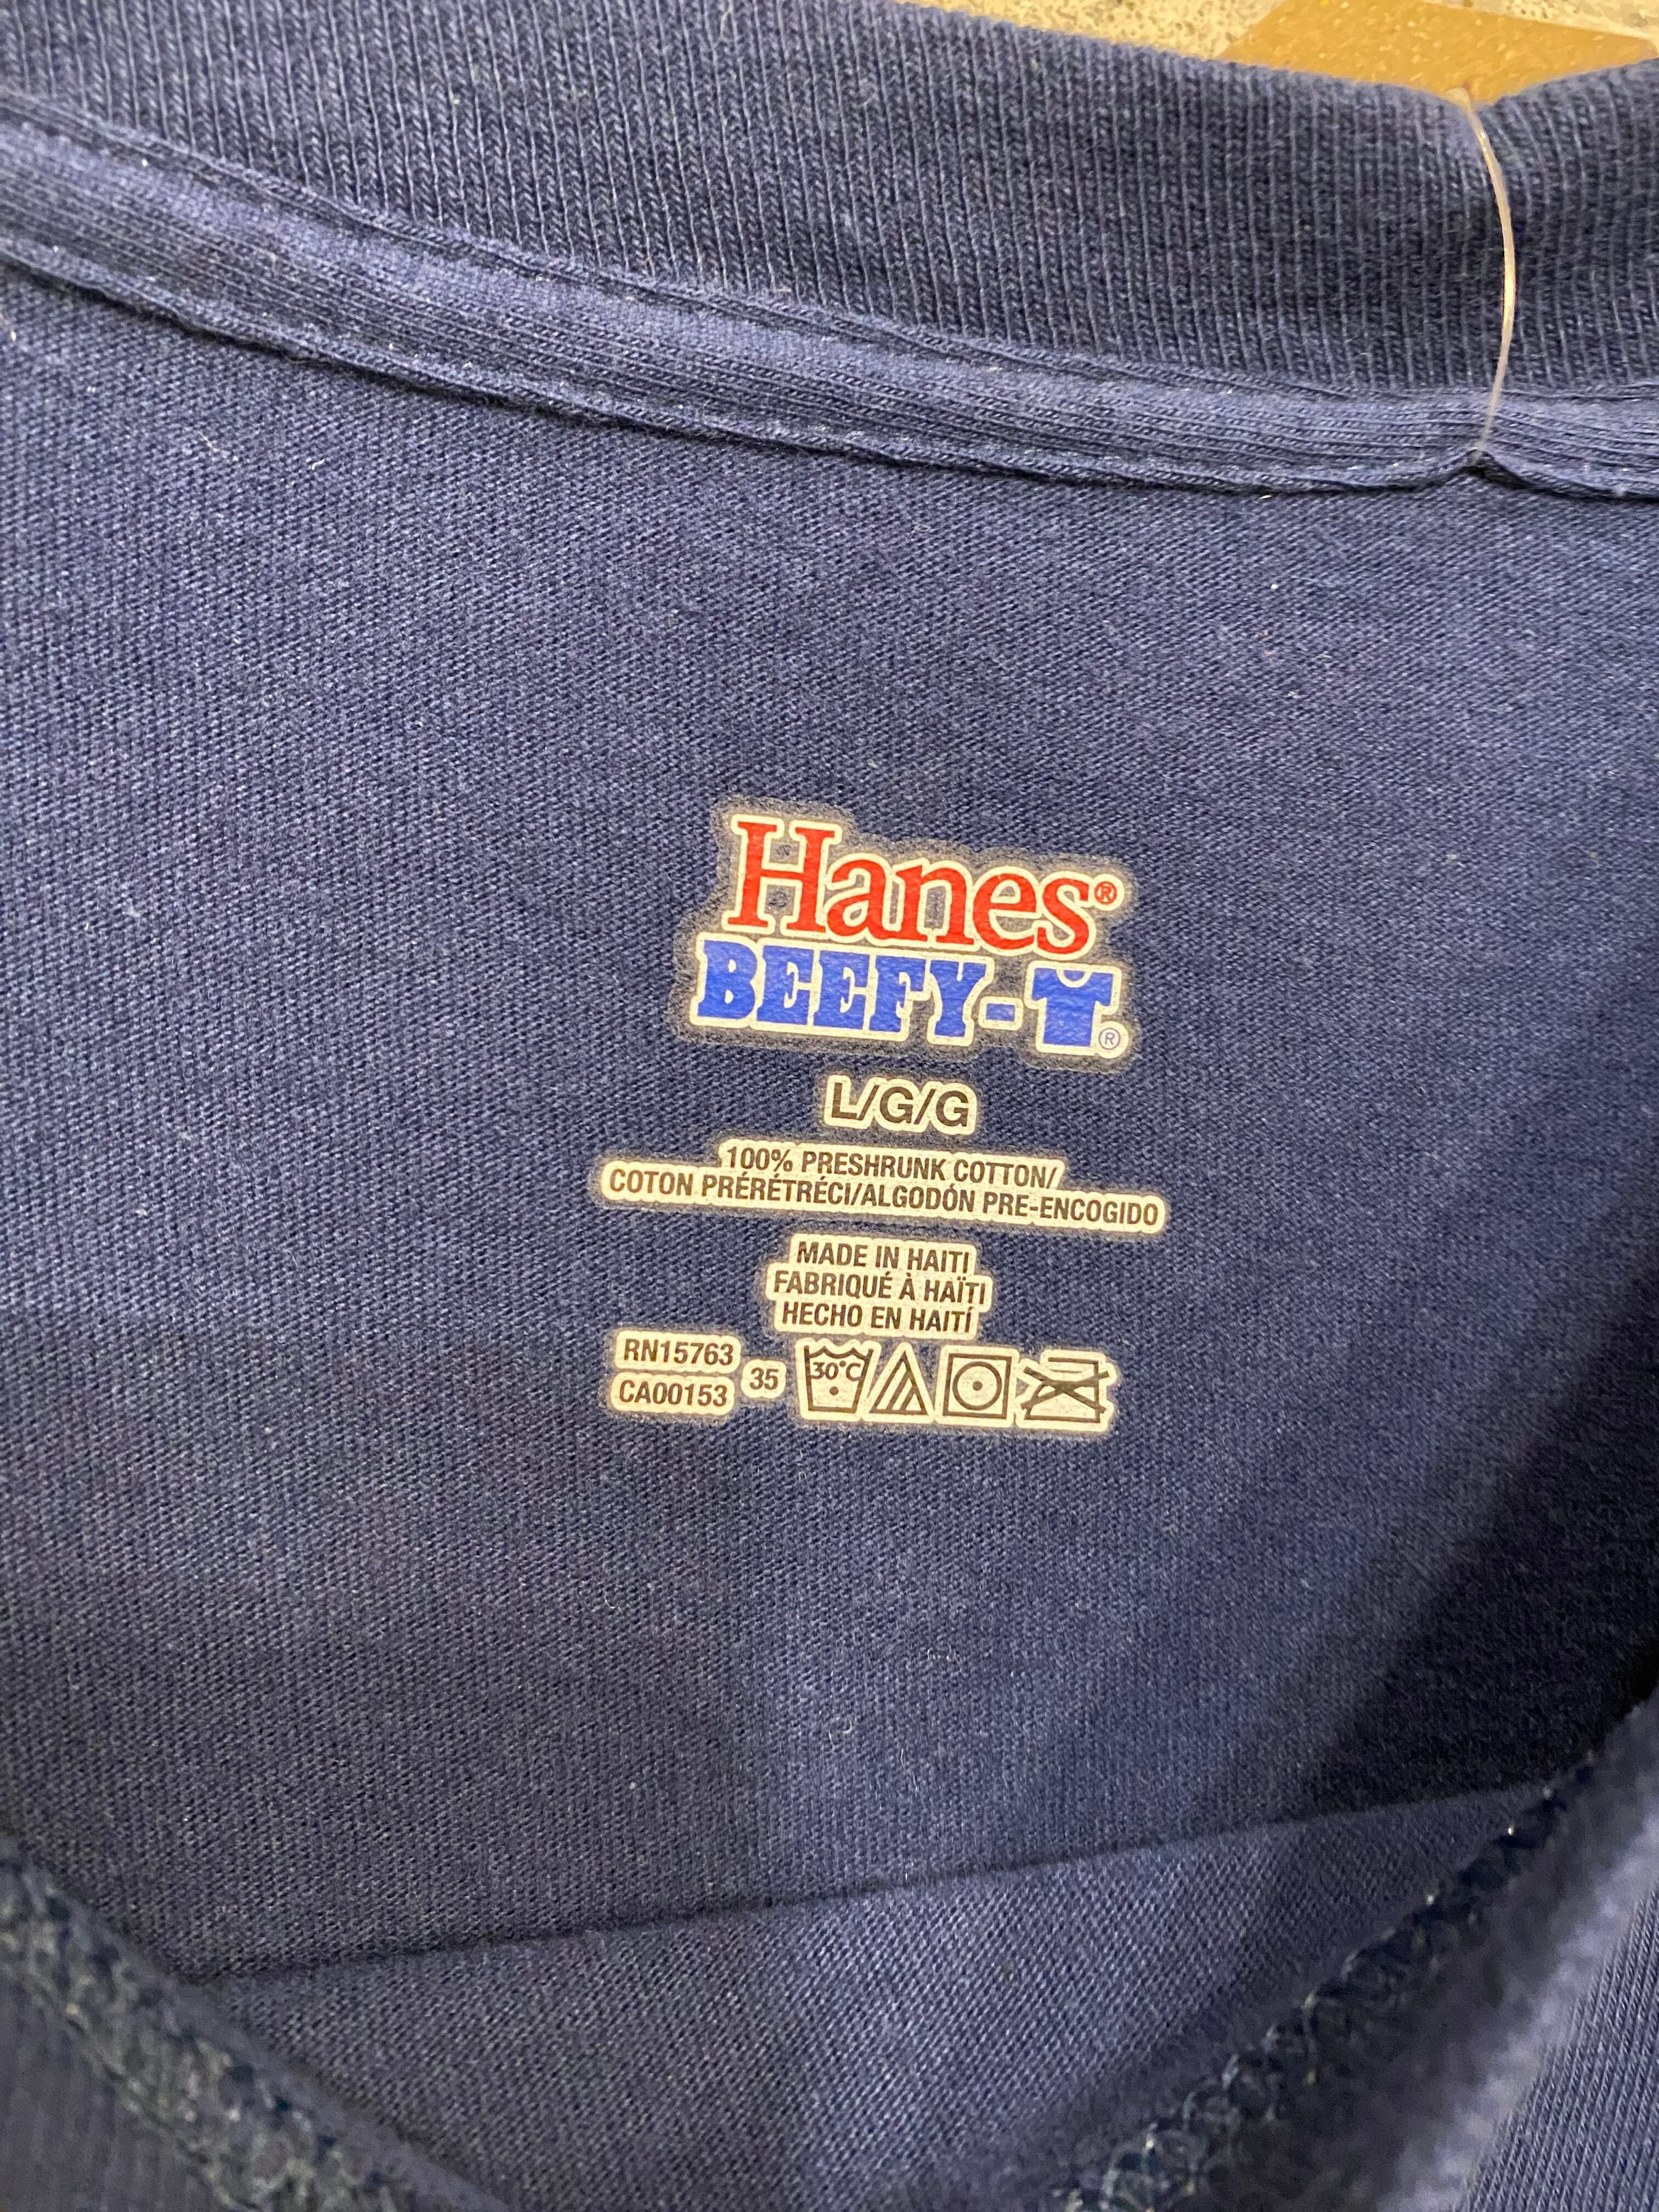 Hanes®
BEEFY-T®
L/G/G
100% PRESHRUNK COTTON/
COTON PRÉRÉTRÉCI/ALGODÓN PRE-ENCOGIDO
MADE IN HAITI
FABRIQUÉ À HAÏTI
HECHO EN HAITÍ
RN15763
CA00153
35
30°C